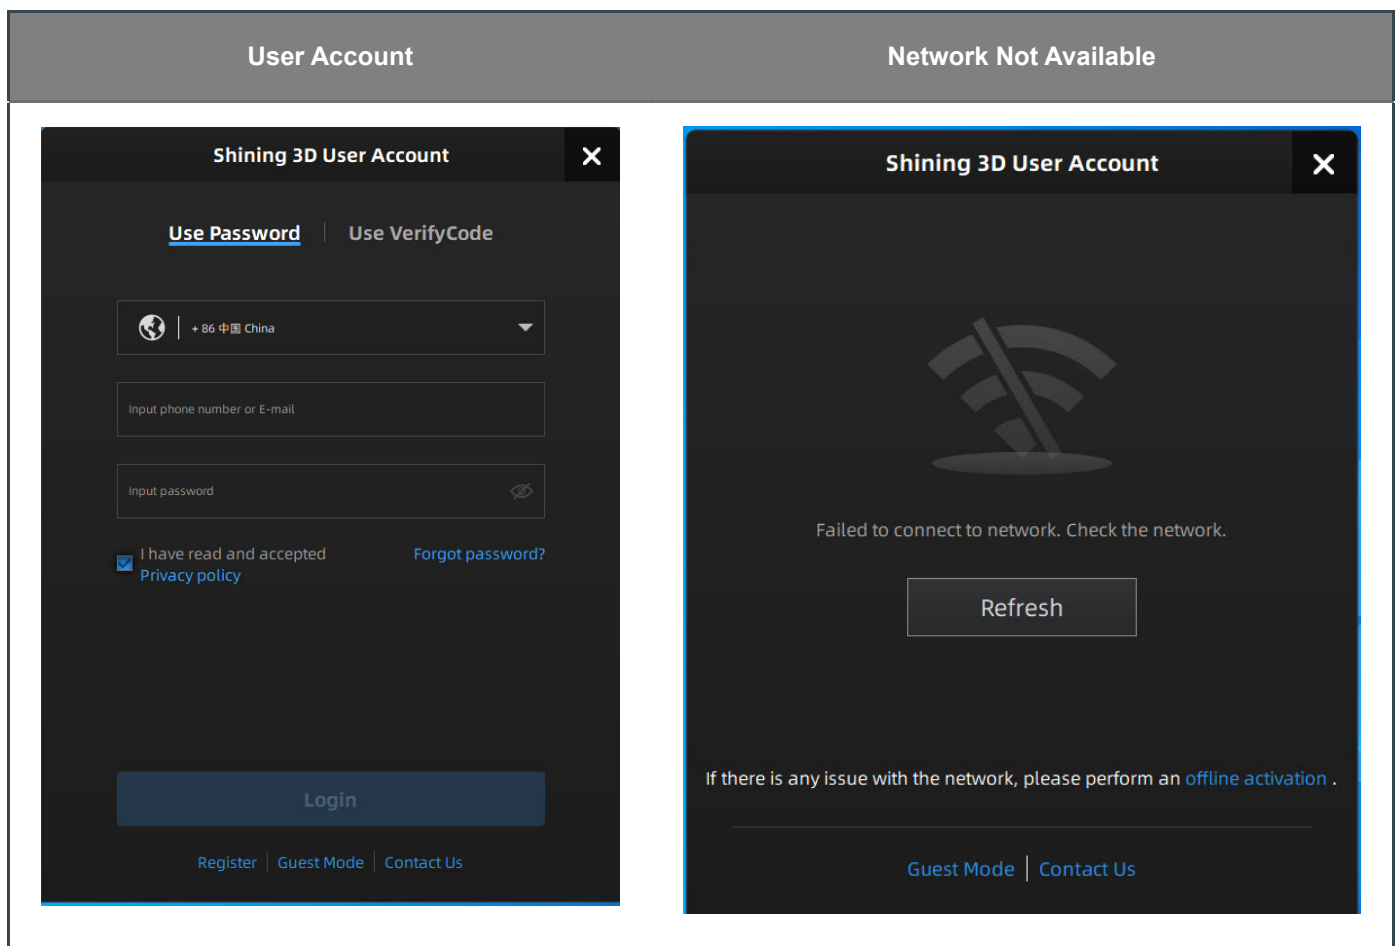 User Account
Network Not Available
Shining 3D User Account
Use Password
Use VerifyCode
+ 86 中国 China
Input phone number or E-mail
Input password
I have read and accepted
Privacy policy
Forgot password?
Login
Register
Guest Mode
Contact Us
Shining 3D User Account
Failed to connect to network. Check the network.
Refresh
If there is any issue with the network, please perform an offline activation .
Guest Mode
Contact Us